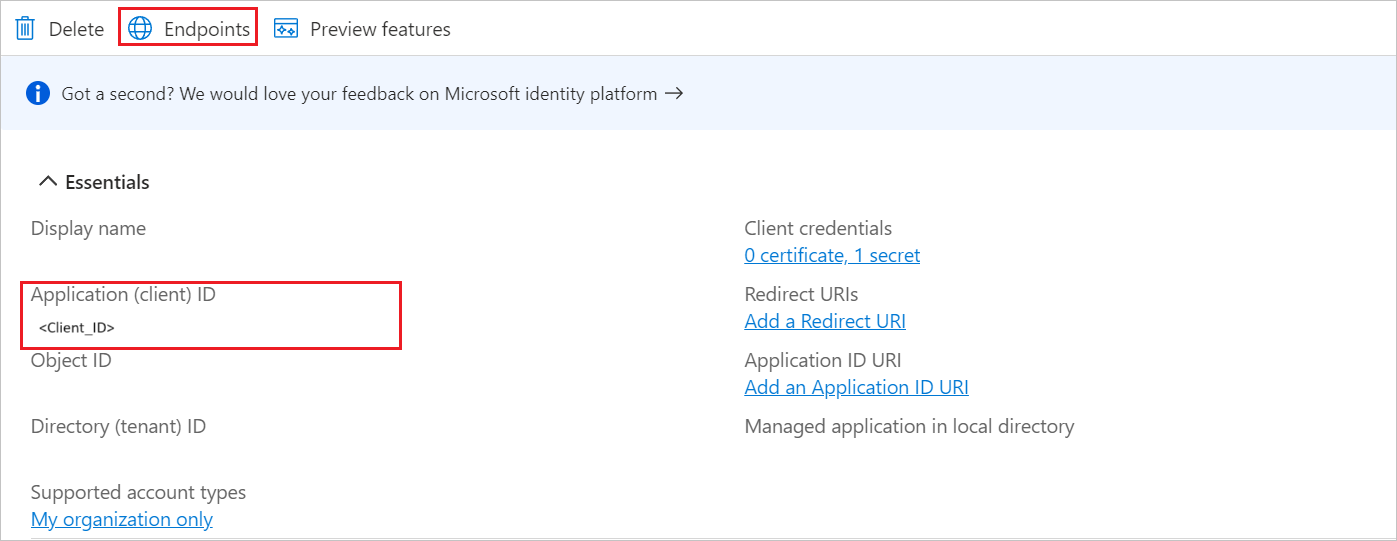 Delete Endpoints Preview features
Got a second? We would love your feedback on Microsoft identity platform →
Essentials
Display name
Client credentials
0 certificate, 1 secret
Application (client) ID
<Client_ID>
Redirect URIs
Add a Redirect URI
Object ID
Application ID URI
Add an Application ID URI
Directory (tenant) ID
Managed application in local directory
Supported account types
My organization only